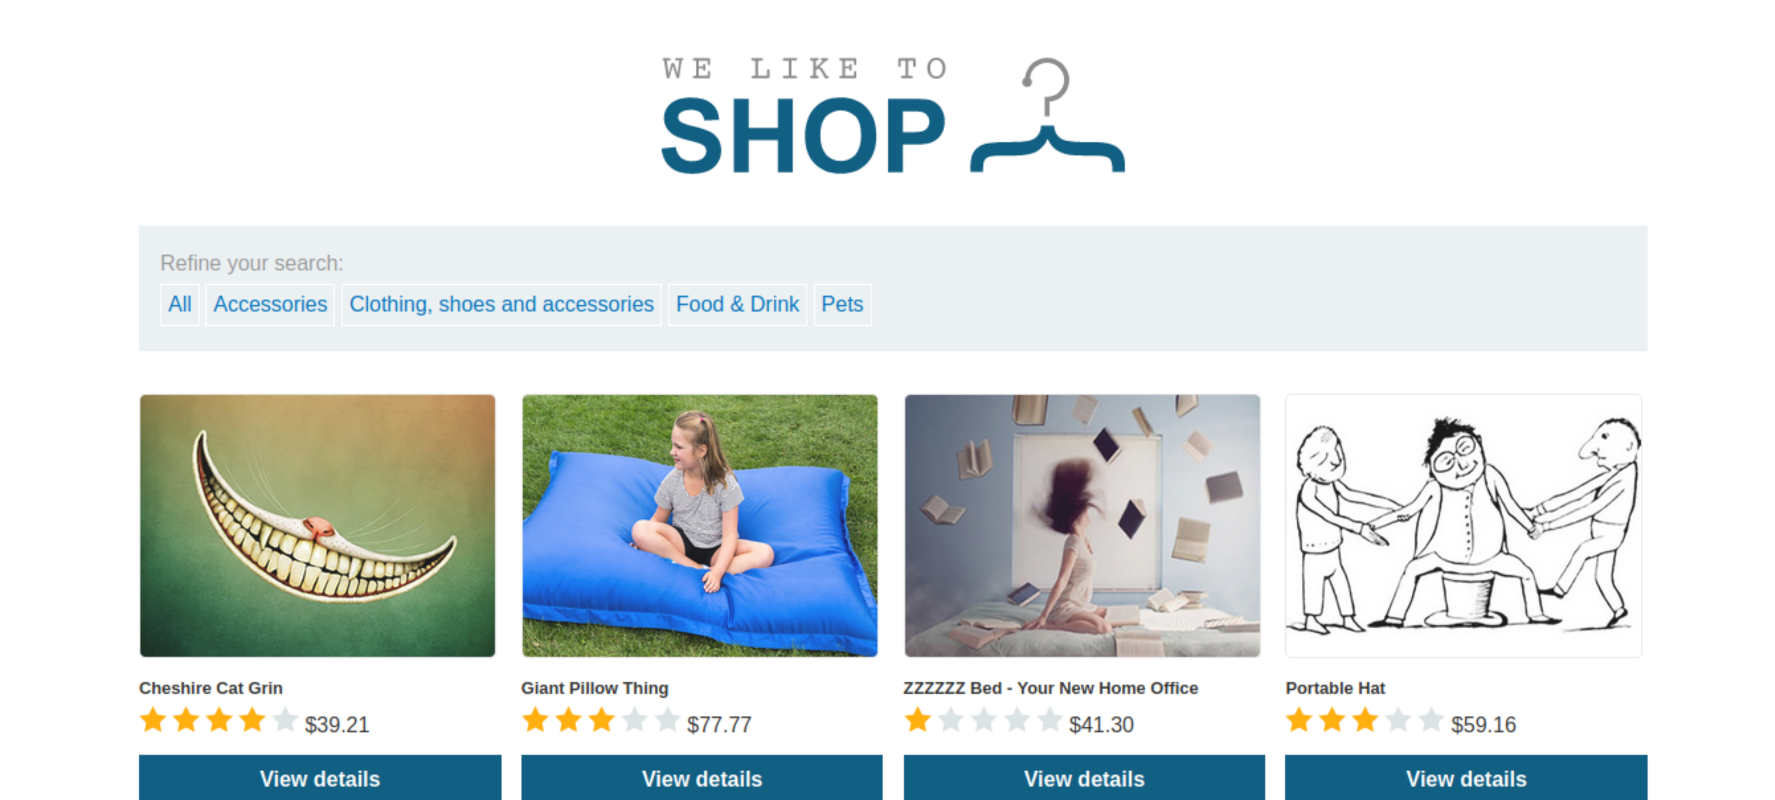 WE LIKE TO
SHOP
Refine your search:
All Accessories Clothing, shoes and accessories Food & Drink Pets
Cheshire Cat Grin Giant Pillow Thing ZZZZZZ Bed - Your New Home Office Portable Hat
$39.21 $77.77 $41.30 $59.16
View details View details View details View details